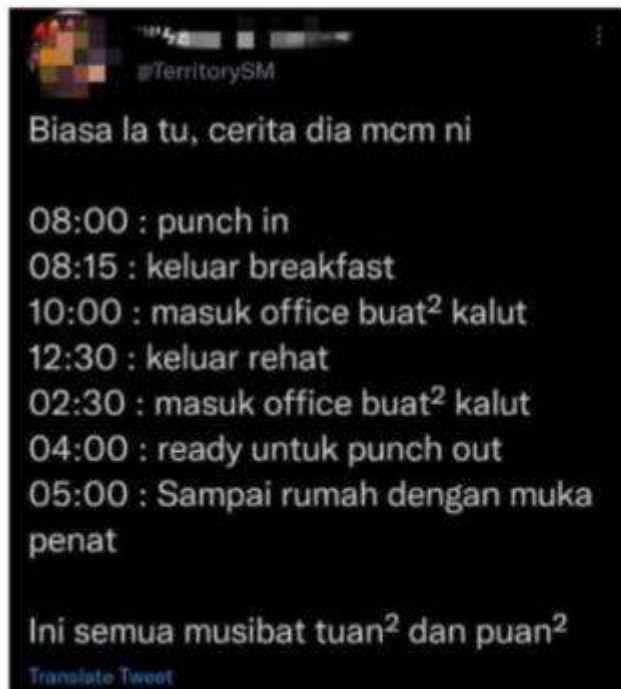 @TerritorySM
Biasa la tu, cerita dia mcm ni
08:00 : punch in
08:15 : keluar breakfast
10:00 : masuk office buat² kalut
12:30 : keluar rehat
02:30 : masuk office buat² kalut
04:00 : ready untuk punch out
05:00 : Sampai rumah dengan muka
penat
Ini semua musibat tuan² dan puan²
Translate Tweet